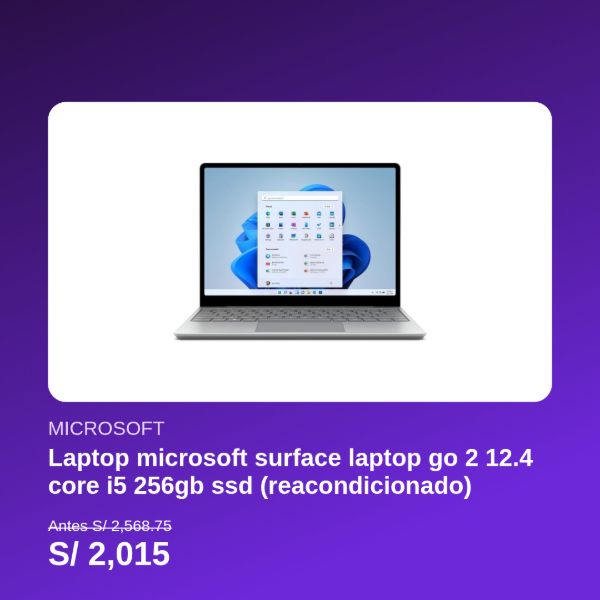 MICROSOFT
Laptop microsoft surface laptop go 2 12.4
core i5 256gb ssd (reacondicionado)
Antes S/ 2,568.75
S/ 2,015